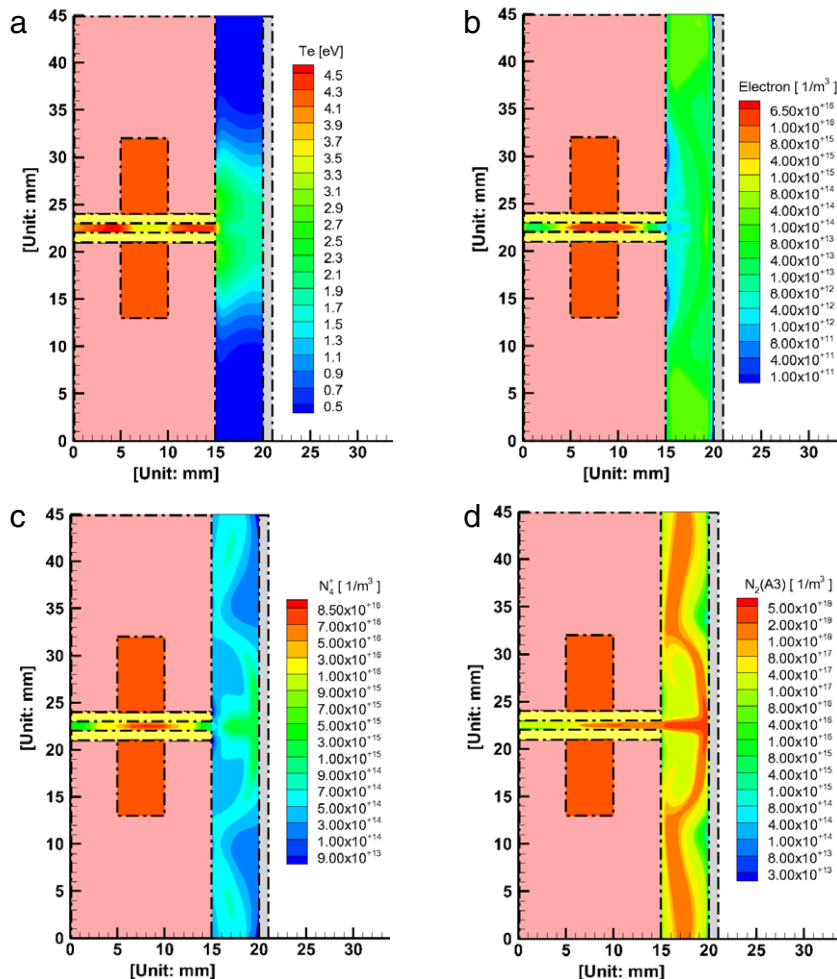 a
Te [eV]
4.5
4.3
4.1
3.9
3.7
3.5
3.3
3.1
2.9
2.7
2.5
2.3
2.1
1.9
1.7
1.5
1.3
1.1
0.9
0.7
0.5
[Unit: mm]
45
40
35
30
25
20
15
10
5
0
0 5 10 15 20 25 30
[Unit: mm]
b
Electron [ 1/m³ ]
6.50x10⁺¹⁶
1.00x10⁺¹⁶
8.00x10⁺¹⁵
4.00x10⁺¹⁵
1.00x10⁺¹⁵
8.00x10⁺¹⁴
4.00x10⁺¹⁴
1.00x10⁺¹⁴
8.00x10⁺¹³
4.00x10⁺¹³
1.00x10⁺¹³
8.00x10⁺¹²
4.00x10⁺¹²
1.00x10⁺¹²
8.00x10⁺¹¹
4.00x10⁺¹¹
1.00x10⁺¹¹
[Unit: mm]
45
40
35
30
25
20
15
10
5
0
0 5 10 15 20 25 30
[Unit: mm]
c
N₄⁺ [ 1/m³ ]
8.50x10⁺¹⁶
7.00x10⁺¹⁶
5.00x10⁺¹⁶
3.00x10⁺¹⁶
1.00x10⁺¹⁶
9.00x10⁺¹⁵
7.00x10⁺¹⁵
5.00x10⁺¹⁵
3.00x10⁺¹⁵
1.00x10⁺¹⁵
9.00x10⁺¹⁴
7.00x10⁺¹⁴
5.00x10⁺¹⁴
3.00x10⁺¹⁴
1.00x10⁺¹⁴
9.00x10⁺¹³
[Unit: mm]
45
40
35
30
25
20
15
10
5
0
0 5 10 15 20 25 30
[Unit: mm]
d
N₂(A3) [ 1/m³ ]
5.00x10⁺¹⁸
2.00x10⁺¹⁸
1.00x10⁺¹⁸
8.00x10⁺¹⁷
4.00x10⁺¹⁷
1.00x10⁺¹⁷
8.00x10⁺¹⁶
4.00x10⁺¹⁶
1.00x10⁺¹⁶
8.00x10⁺¹⁵
4.00x10⁺¹⁵
1.00x10⁺¹⁵
8.00x10⁺¹⁴
4.00x10⁺¹⁴
1.00x10⁺¹⁴
8.00x10⁺¹³
3.00x10⁺¹³
[Unit: mm]
45
40
35
30
25
20
15
10
5
0
0 5 10 15 20 25 30
[Unit: mm]